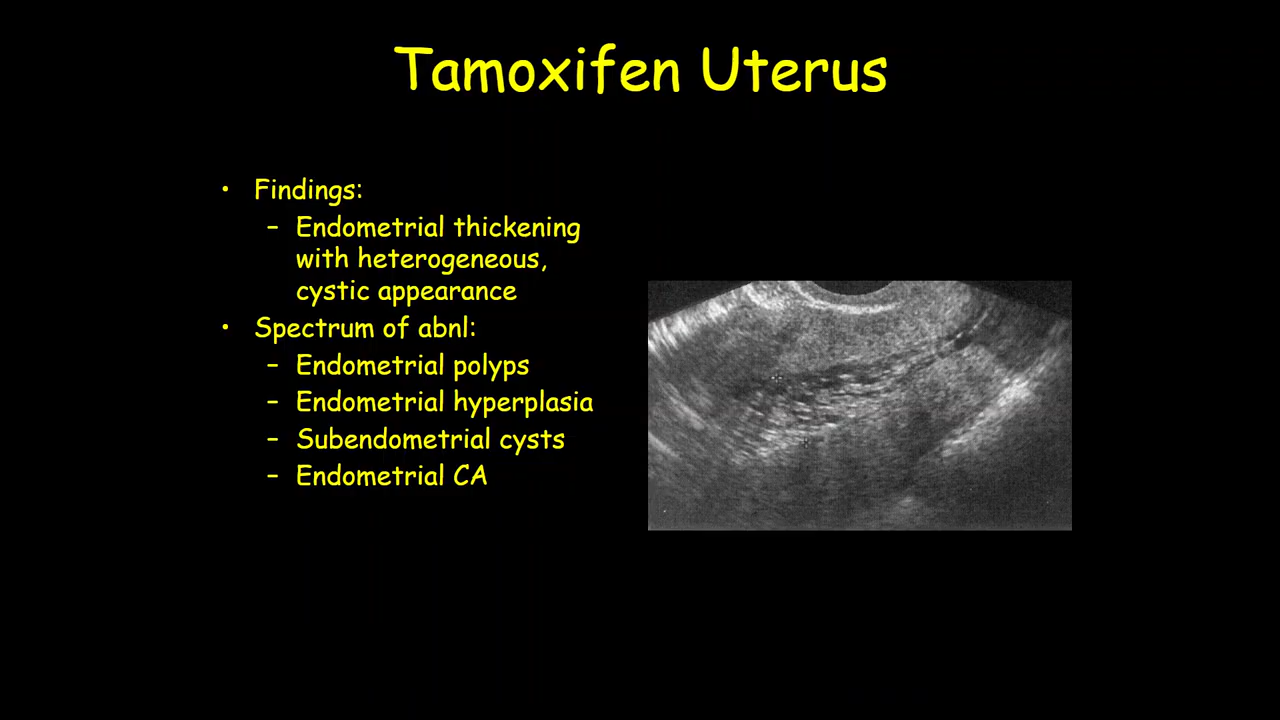 Tamoxifen Uterus
• Findings:
– Endometrial thickening
with heterogeneous,
cystic appearance
• Spectrum of abnl:
– Endometrial polyps
– Endometrial hyperplasia
– Subendometrial cysts
– Endometrial CA